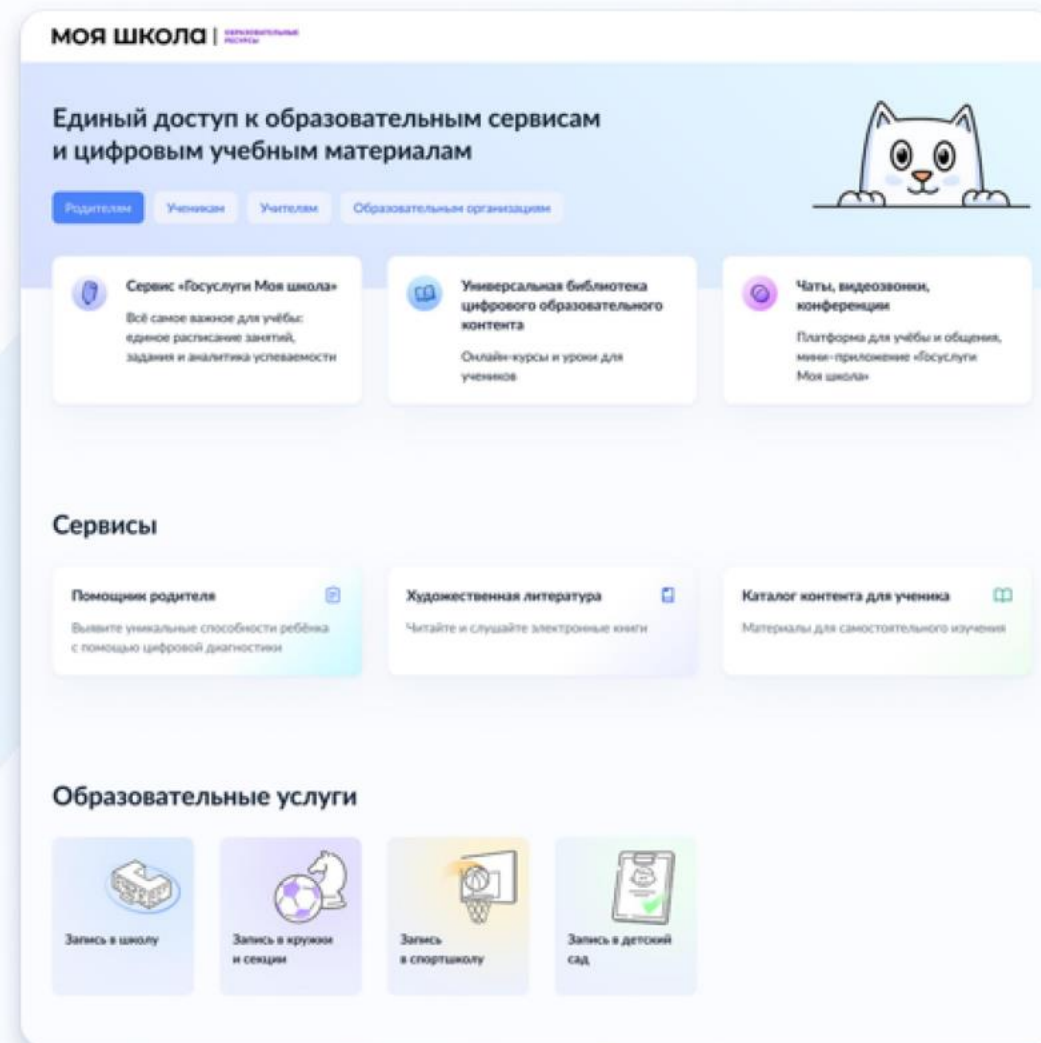 МОЯ ШКОЛА | ОБРАЗОВАТЕЛЬНЫЕ
РЕСУРСЫ
Единый доступ к образовательным сервисам
и цифровым учебным материалам
Родителям
Ученикам
Учителям
Образовательным организациям
Сервис «Госуслуги Моя школа»
Всё самое важное для учёбы:
единое расписание занятий,
задания и аналитика успеваемости
Универсальная библиотека
цифрового образовательного
контента
Онлайн-курсы и уроки для
учеников
Чаты, видеозвонки,
конференции
Платформа для учёбы и общения,
мини-приложение «Госуслуги
Моя школа»
Сервисы
Помощник родителя
Выявите уникальные способности ребёнка
с помощью цифровой диагностики
Художественная литература
Читайте и слушайте электронные книги
Каталог контента для ученика
Материалы для самостоятельного изучения
Образовательные услуги
Запись в школу
Запись в кружки
и секции
Запись
в спортшколу
Запись в детский
сад